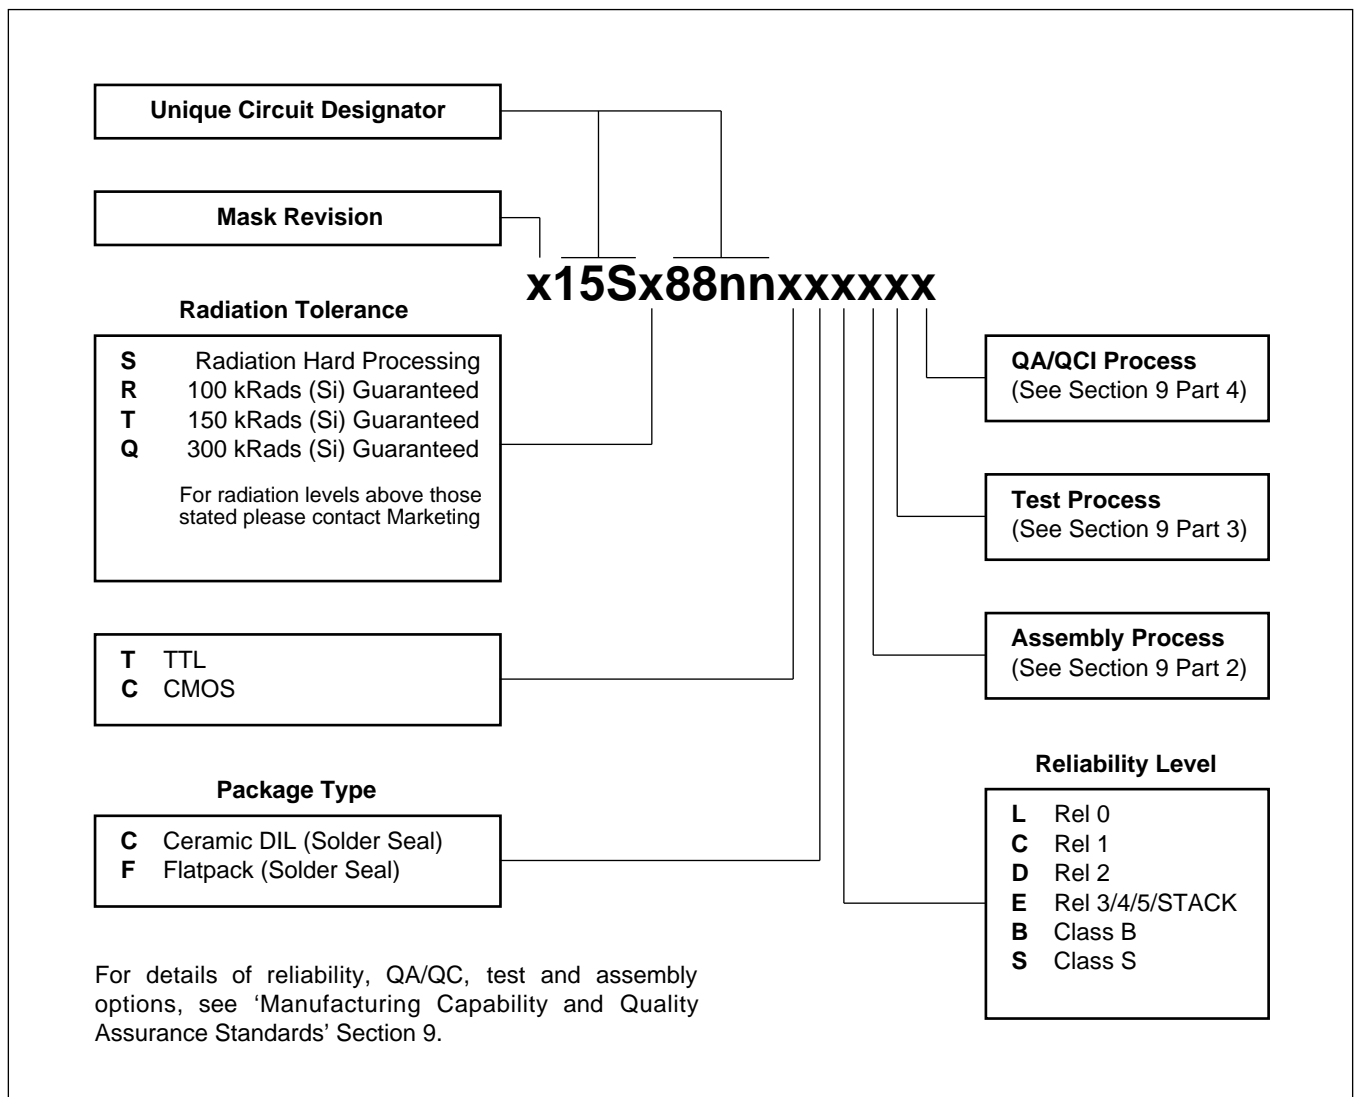 Unique Circuit Designator
Mask Revision
x15Sx88nnxxxxxx
Radiation Tolerance
S Radiation Hard Processing
R 100 kRads (Si) Guaranteed
T 150 kRads (Si) Guaranteed
Q 300 kRads (Si) Guaranteed
For radiation levels above those
stated please contact Marketing
T TTL
C CMOS
Package Type
C Ceramic DIL (Solder Seal)
F Flatpack (Solder Seal)
QA/QCI Process
(See Section 9 Part 4)
Test Process
(See Section 9 Part 3)
Assembly Process
(See Section 9 Part 2)
Reliability Level
L Rel 0
C Rel 1
D Rel 2
E Rel 3/4/5/STACK
B Class B
S Class S
For details of reliability, QA/QC, test and assembly
options, see ‘Manufacturing Capability and Quality
Assurance Standards’ Section 9.